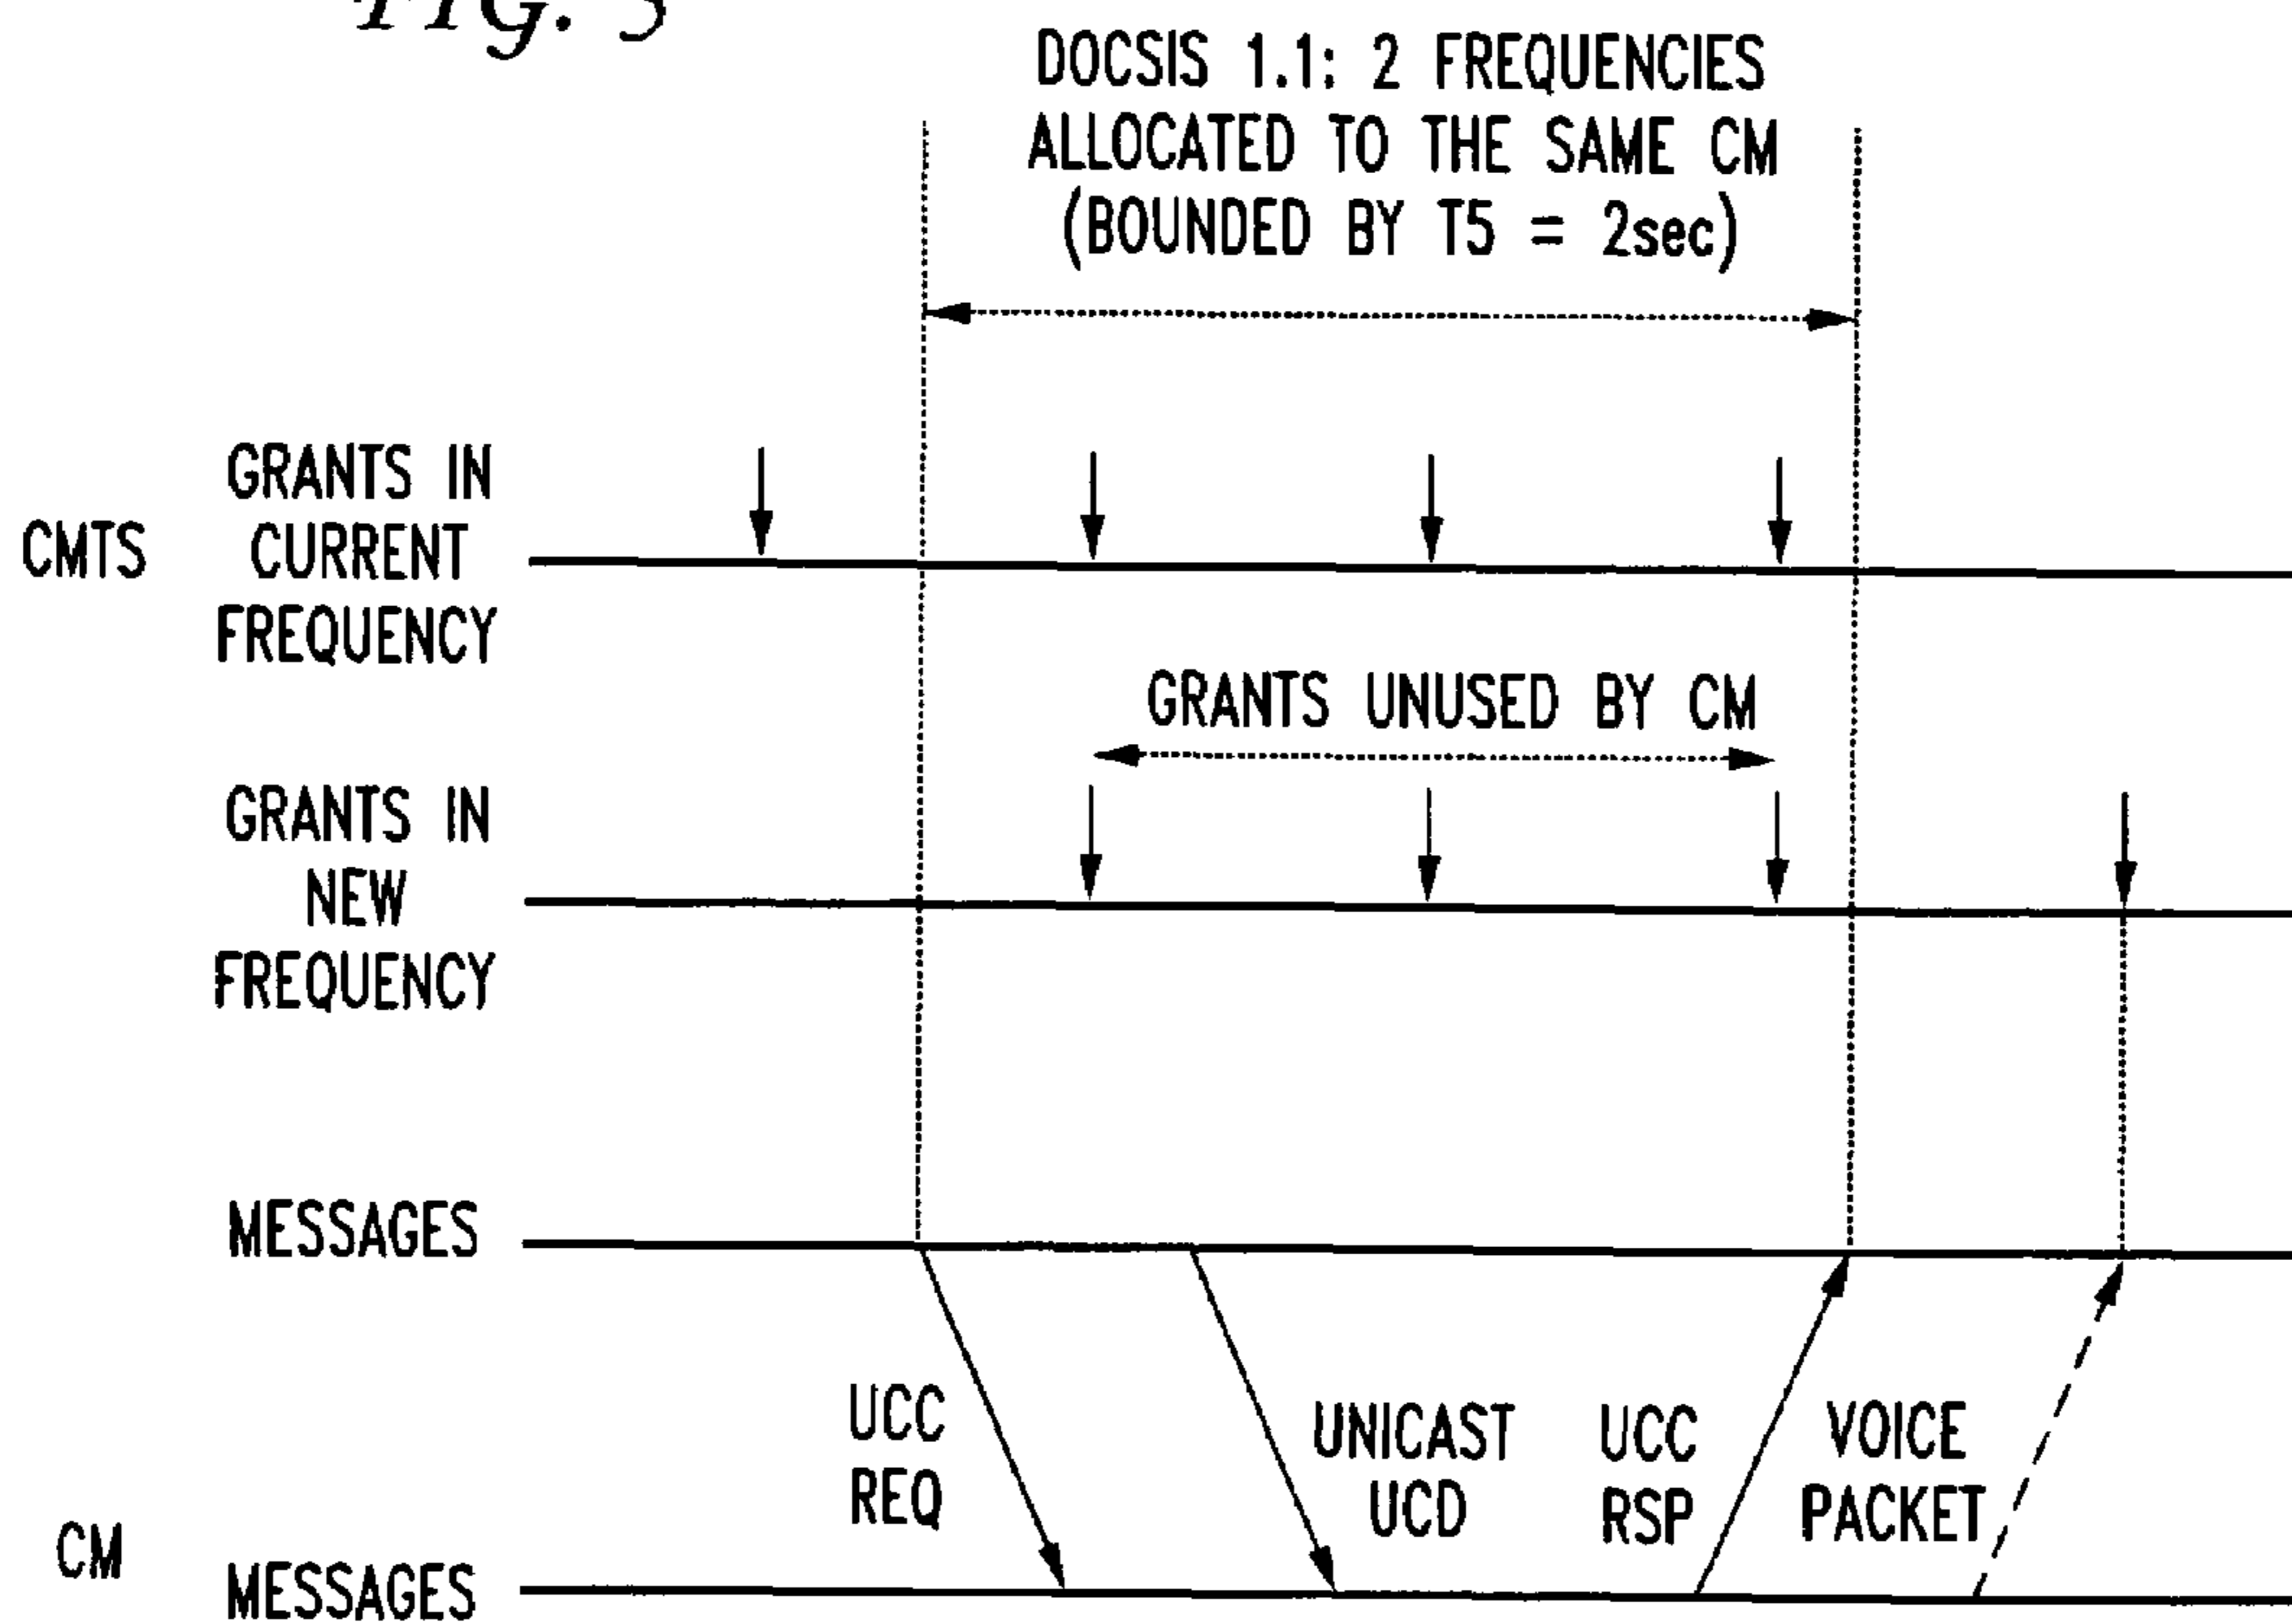 FIG. 5
DOCSIS 1.1: 2 FREQUENCIES
ALLOCATED TO THE SAME CM
(BOUNDED BY T5 = 2sec)
GRANTS IN
CMTS CURRENT
FREQUENCY
GRANTS UNUSED BY CM
GRANTS IN
NEW
FREQUENCY
MESSAGES
UCC
REQ
UNICAST
UCD
UCC
RSP
VOICE
PACKET
CM
MESSAGES